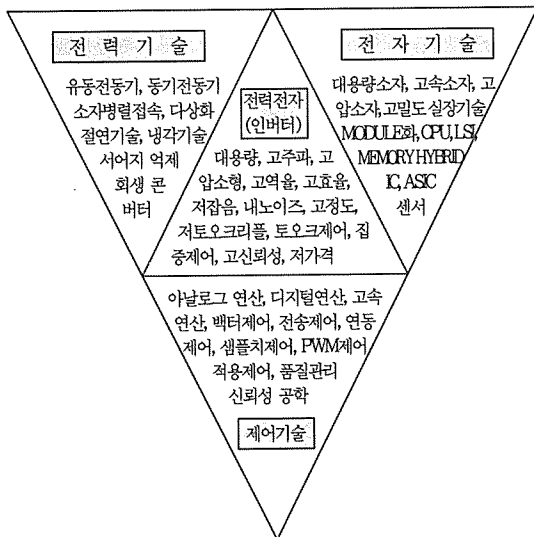 전 력 기 술
유동전동기, 동기전동기
소자병렬접속, 다상화
절연기술, 냉각기술
서어지 억제
회생 콘
버터
전력전자
(인버터)
대용량, 고주파, 고
압소형, 고역율, 고효율,
저잡음, 내노이즈, 고정도,
저토오크리플, 토오크제어, 집
중제어, 고신뢰성, 저가격
전 자 기 술
대용량소자, 고속소자, 고
압소자, 고밀도 실장기술
MODULE화, CPU, LSI,
MEMORY HYBRID
IC, ASIC
센서
아날로그 연산, 디지털연산, 고속
연산, 백터제어, 전송제어, 연동
제어, 샘플치제어, PWM제어
적용제어, 품질관리
신뢰성 공학
제어기술